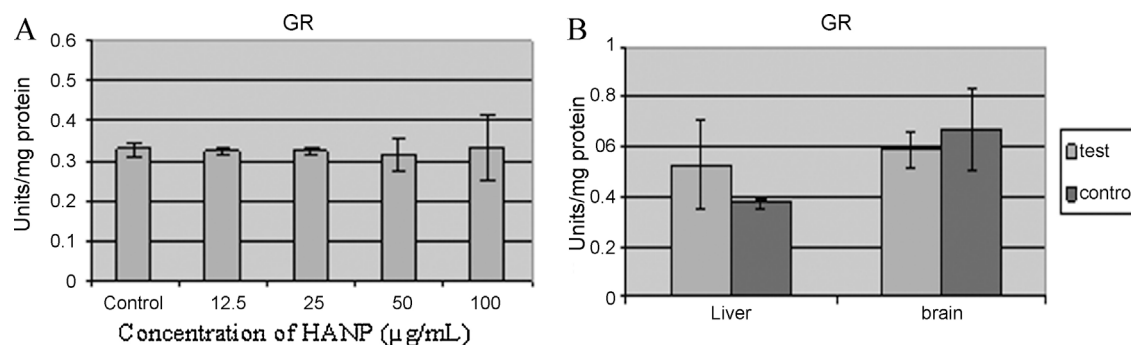 A
GR
Units/mg protein
0.6
0.5
0.4
0.3
0.2
0.1
0
Control 12.5 25 50 100
Concentration of HANP (µg/mL)
B
GR
Units/mg protein
1
0.8
06
0.4
0.2
0
Liver brain
test
control